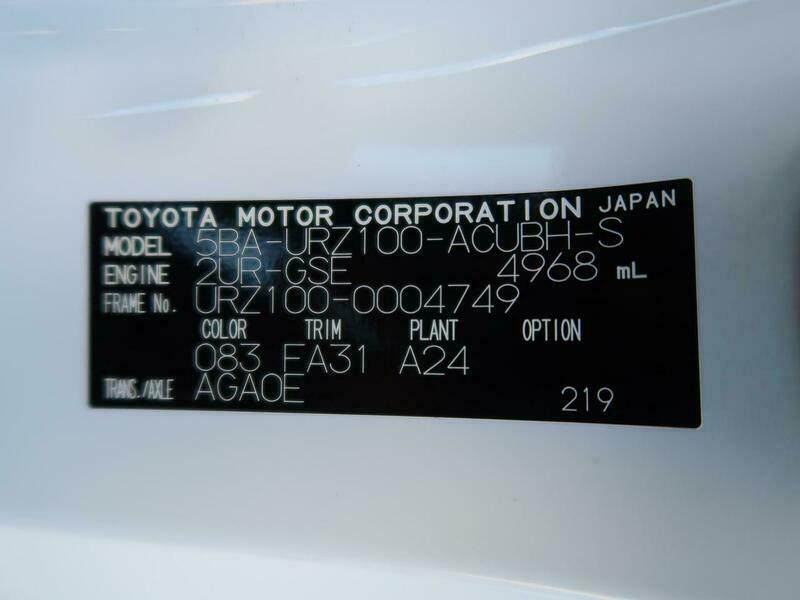 TOYOTA MOTOR CORPORATION JAPAN
MODEL 5BA-URZ100-ACUBH-S
ENGINE 2UR-GSE 4968 mL
FRAME No. URZ100-0004749
COLOR TRIM PLANT OPTION
083 EA31 A24
TRANS./AXLE AGA0E 219